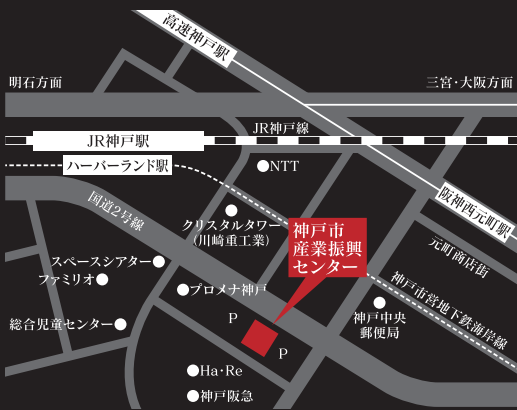 高速神戸駅
明石方面
三宮・大阪方面
JR神戸線
JR神戸駅
ハーバーランド駅
NTT
阪神西元町駅
国道2号線
クリスタルタワー
(川崎重工業)
神戸市
産業振興
センター
元町商店街
スペースシアター
ファミリオ
プロメナ神戸
神戸市営地下鉄海岸線
総合児童センター
P
神戸中央
郵便局
P
Ha・Re
神戸阪急